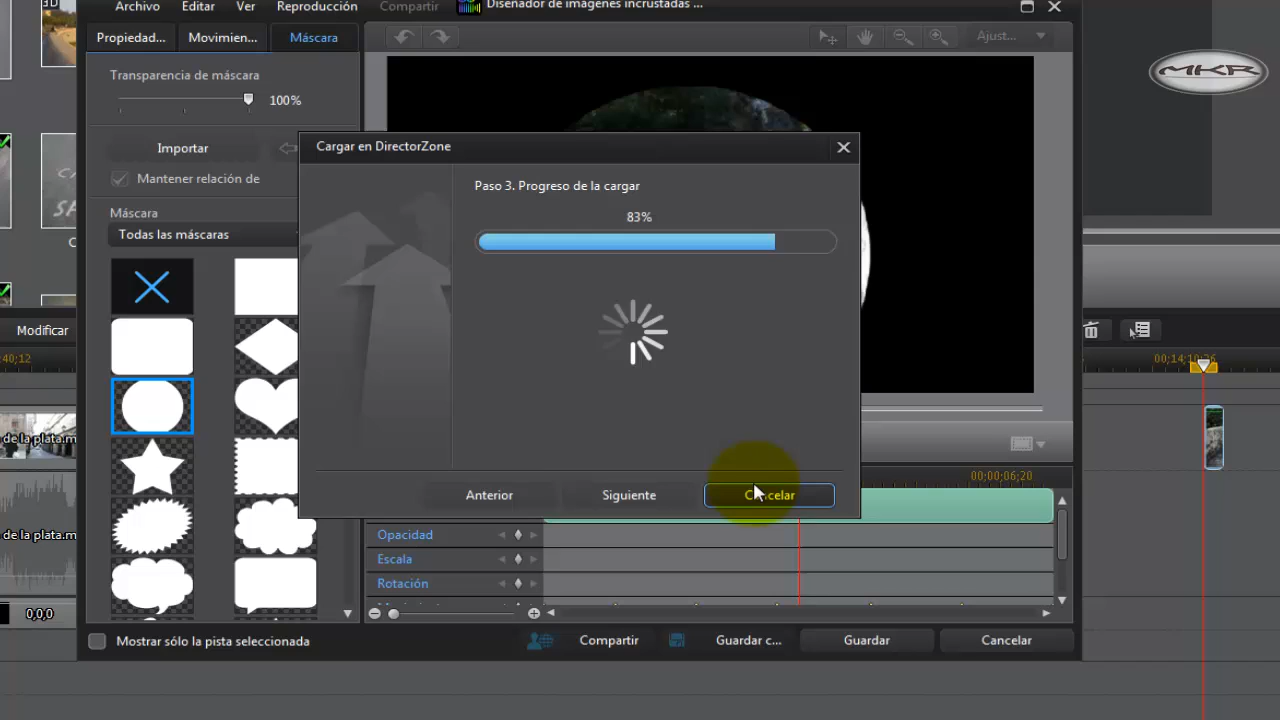 3D
Archivo Editar Ver Reproducción Compartir
Diseñador de imágenes incrustadas ...
Propiedad... Movimien... Máscara
Ajust...
MKR
Transparencia de máscara
100%
Importar
Mantener relación de
Máscara
Todas las máscaras
Cargar en DirectorZone
Paso 3. Progreso de la cargar
83%
Anterior Siguiente Cancelar
Modificar
00;14;10;26
40;12
de la plata.m
de la plata.m
0,0,0
00;00;06;20
Opacidad
Escala
Rotación
Mostrar sólo la pista seleccionada
Compartir Guardar c... Guardar Cancelar